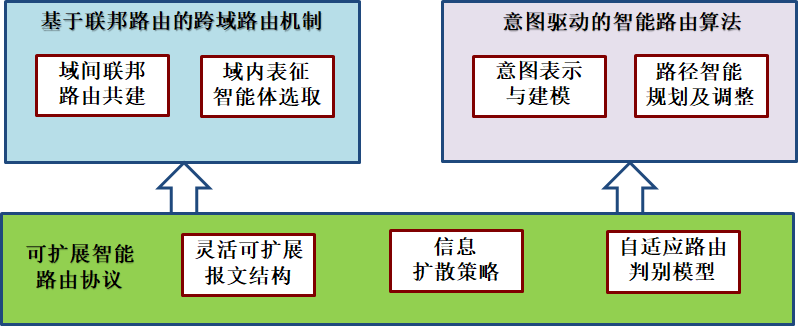 基于联邦路由的跨域路由机制
域间联邦
路由共建
域内表征
智能体选取
意图驱动的智能路由算法
意图表示
与建模
路径智能
规划及调整
可扩展智能
路由协议
灵活可扩展
报文结构
信息
扩散策略
自适应路由
判别模型